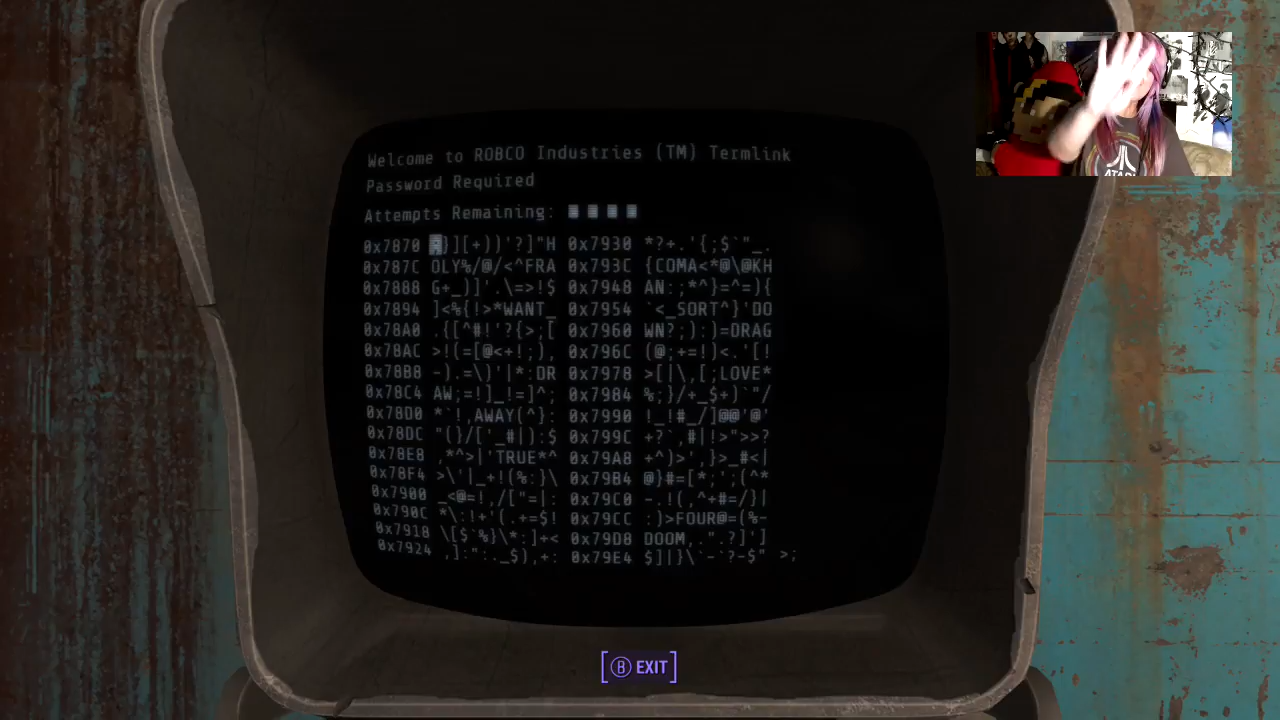 Welcome to ROBCO Industries (TM) Termlink
Password Required
Attempts Remaining: ■ ■ ■ ■
0x7870 )][+))'?]"H 0x7930 *?+.'{;$`"_.
0x787C OLY%/@/<^FRA 0x793C {COMA<*@\@KH
0x7888 G+_)]'.\=>!$ 0x7948 AN:;*^}=^=){
0x7894 ]<%{!>*WANT_ 0x7954 `<_SORT^}'DO
0x78A0 .{[^#!'?{>;[ 0x7960 WN?;):)=DRAG
0x78AC >!(=[@<+!;), 0x796C (@;+=!)<.'[!
0x78B8 -).=\)'|*:DR 0x7978 >[|\,[;LOVE*
0x78C4 AW;=!]_!=]^; 0x7984 %;}/+_$+)`"/
0x78D0 *`!,AWAY(^}: 0x7990 !_!#_/]@@'@'
0x78DC "(}/['_#|):$ 0x799C +?`,#|!>">>?
0x78E8 ,*^>|'TRUE*^ 0x79A8 +^)>',}>_#<|
0x78F4 >\'|_+!(%:}\ 0x79B4 @}#=[*;';(^*
0x7900 _<@=!,/["=|: 0x79C0 -.!(,^+#=/}|
0x790C *\:!+'(.+=$! 0x79CC :)>FOUR@=(%-
0x7918 \[$`%}\*:]+< 0x79D8 DOOM,.".?]']
0x7924 ,]:":._$),+: 0x79E4 $]|}\`-`?-$" >;
ATARI
(B) EXIT